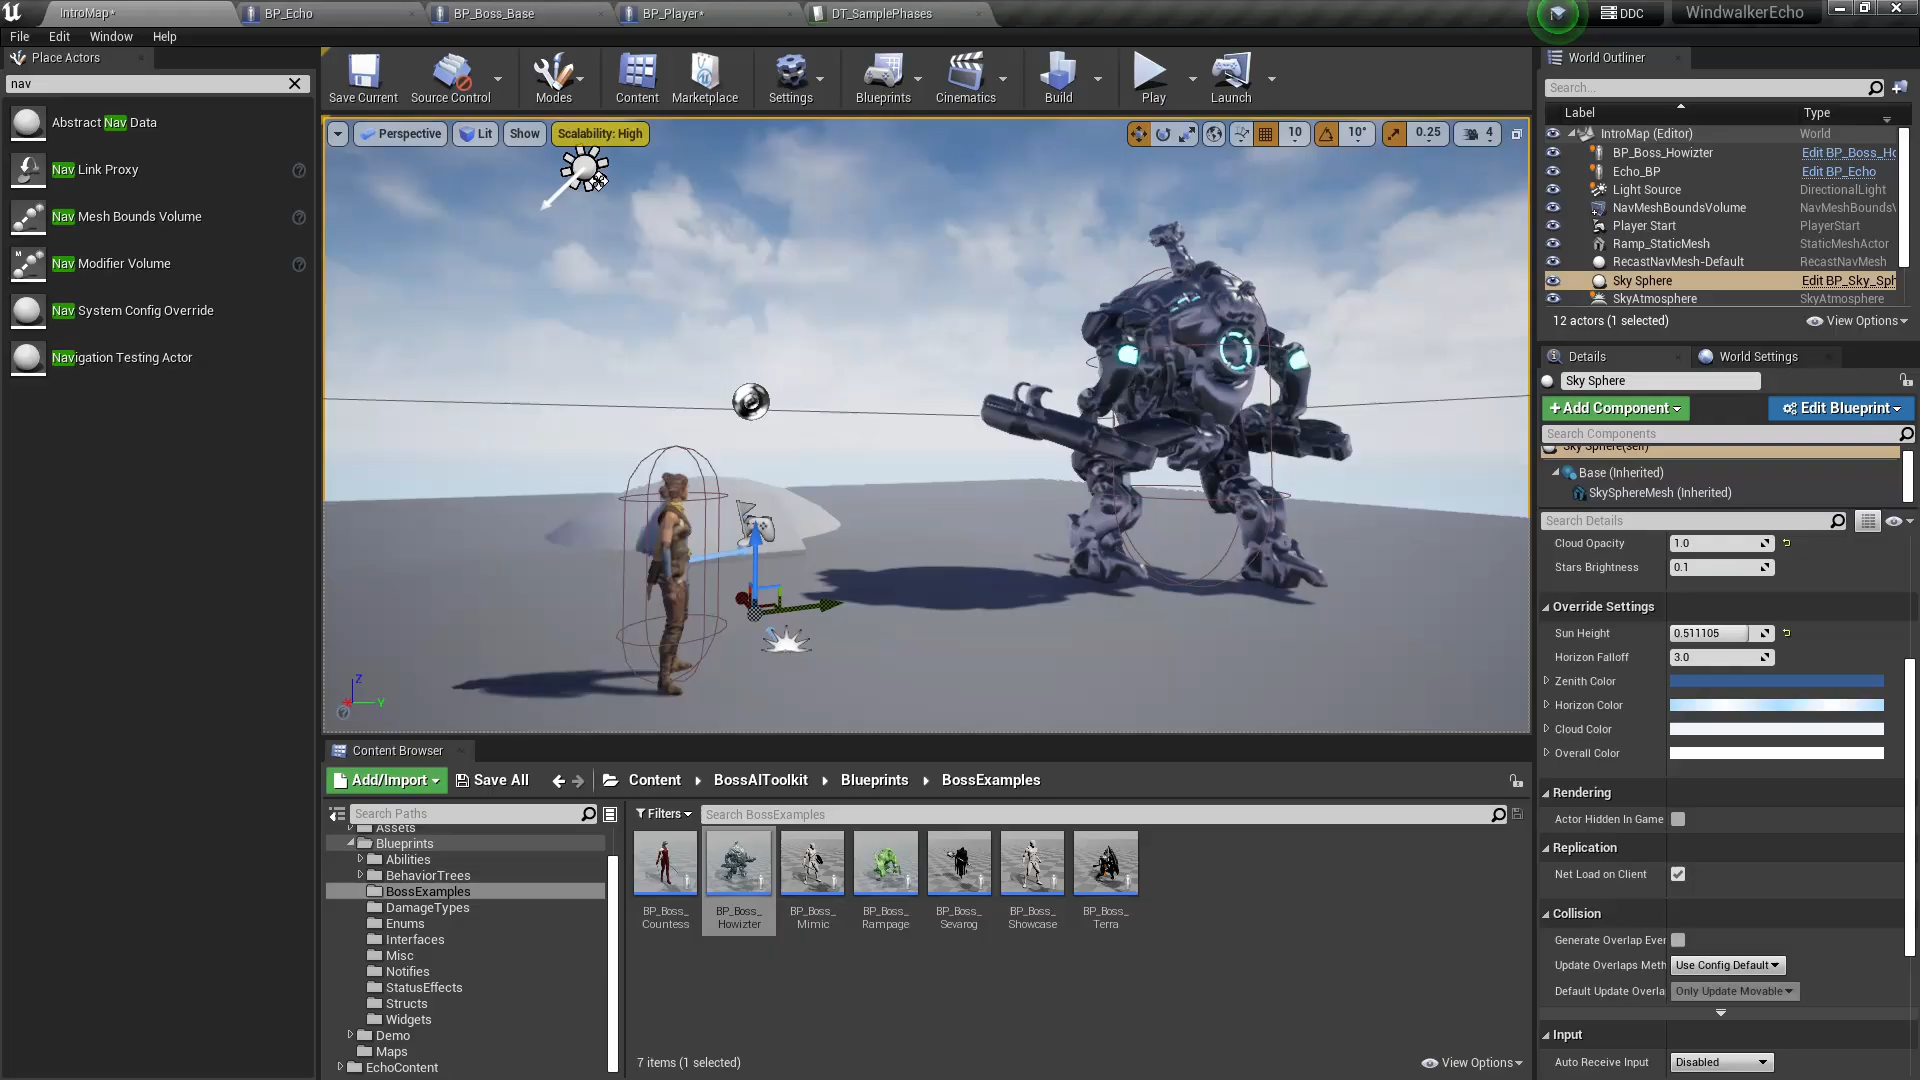 IntroMap*
BP_Echo
BP_Boss_Base
BP_Player*
DT_SamplePhases
DDC
WindwalkerEcho
File
Edit
Window
Help
Place Actors
nav
Abstract Nav Data
Nav Link Proxy
Nav Mesh Bounds Volume
Nav Modifier Volume
Nav System Config Override
Navigation Testing Actor
Save Current
Source Control
Modes
Content
Marketplace
Settings
Blueprints
Cinematics
Build
Play
Launch
Perspective
Lit
Show
Scalability: High
10
10°
0.25
4
Z
Y
World Outliner
Search...
Label
Type
IntroMap (Editor)
World
BP_Boss_Howizter
Edit BP_Boss_Ho
Echo_BP
Edit BP_Echo
Light Source
DirectionalLight
NavMeshBoundsVolume
NavMeshBoundsV
Player Start
PlayerStart
Ramp_StaticMesh
StaticMeshActor
RecastNavMesh-Default
RecastNavMesh
Sky Sphere
Edit BP_Sky_Sph
SkyAtmosphere
SkyAtmosphere
12 actors (1 selected)
View Options
Details
World Settings
Sky Sphere
+Add Component
Edit Blueprint
Search Components
Sky Sphere(self)
Base (Inherited)
SkySphereMesh (Inherited)
Search Details
Cloud Opacity
1.0
Stars Brightness
0.1
Override Settings
Sun Height
0.511105
Horizon Falloff
3.0
Zenith Color
Horizon Color
Cloud Color
Overall Color
Rendering
Actor Hidden In Game
Replication
Net Load on Client
Collision
Generate Overlap Ever
Update Overlaps Meth
Use Config Default
Default Update Overla
Only Update Movable
Input
Auto Receive Input
Disabled
Content Browser
Add/Import
Save All
Content
BossAIToolkit
Blueprints
BossExamples
Search Paths
Filters
Search BossExamples
Assets
Blueprints
Abilities
BehaviorTrees
BossExamples
DamageTypes
Enums
Interfaces
Misc
Notifies
StatusEffects
Structs
Widgets
Demo
Maps
EchoContent
BP_Boss_
Countess
BP_Boss_
Howizter
BP_Boss_
Mimic
BP_Boss_
Rampage
BP_Boss_
Sevarog
BP_Boss_
Showcase
BP_Boss_
Terra
7 items (1 selected)
View Options